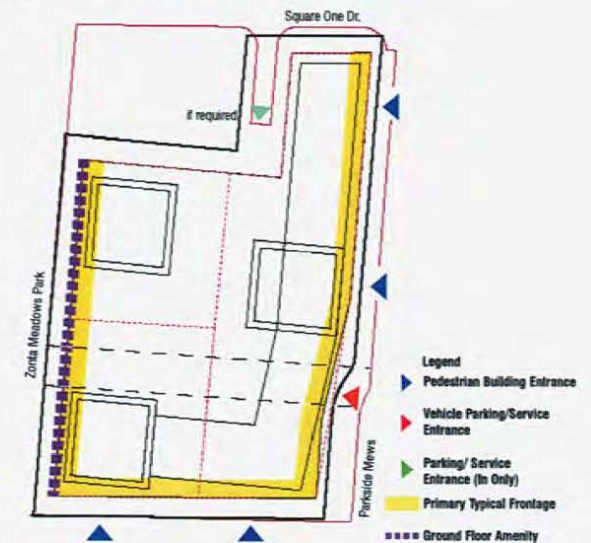 Square One Dr.
if required
Zonta Meadows Park
Parkside Mews
Legend
Pedestrian Building Entrance
Vehicle Parking/Service
Entrance
Parking/ Service
Entrance (In Only)
Primary Typical Frontage
Ground Floor Amenity